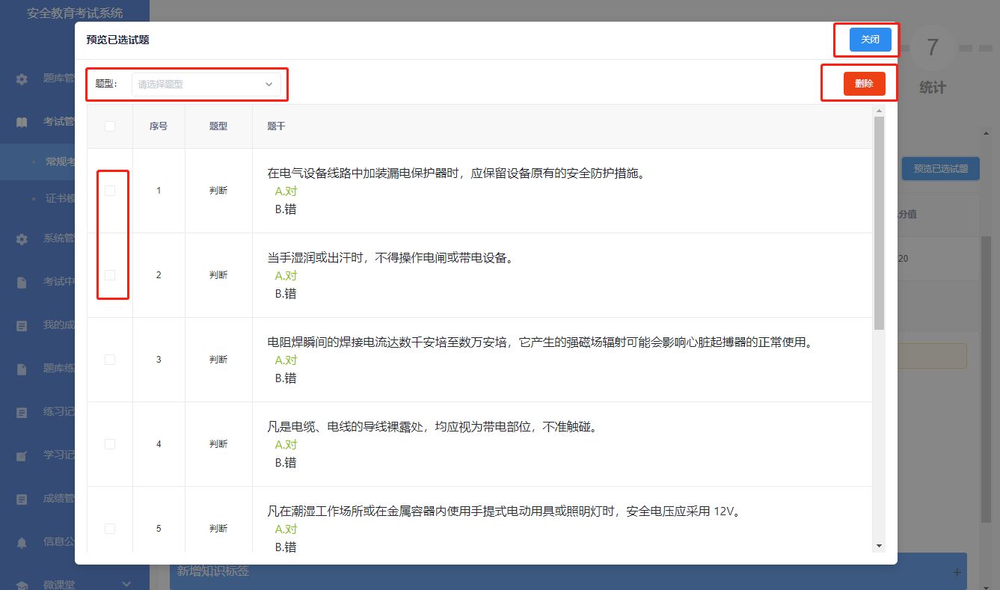 安全教育考试系统
题库管
考试管
常规考
证书模
系统管
考试中
我的成
题库练
练习记
学习记
成绩管
信息公
微课堂
7
统计
预览已选试题
分值
20
新增知识标签
预览已选试题
关闭
题型：
请选择题型
删除
序号 题型 题干
1 判断 在电气设备线路中加装漏电保护器时，应保留设备原有的安全防护措施。
A.对
B.错
2 判断 当手湿润或出汗时，不得操作电闸或带电设备。
A.对
B.错
3 判断 电阻焊瞬间的焊接电流达数千安培至数万安培，它产生的强磁场辐射可能会影响心脏起搏器的正常使用。
A.对
B.错
4 判断 凡是电缆、电线的导线裸露处，均应视为带电部位，不准触碰。
A.对
B.错
5 判断 凡在潮湿工作场所或在金属容器内使用手提式电动用具或照明灯时，安全电压应采用 12V。
A.对
B.错